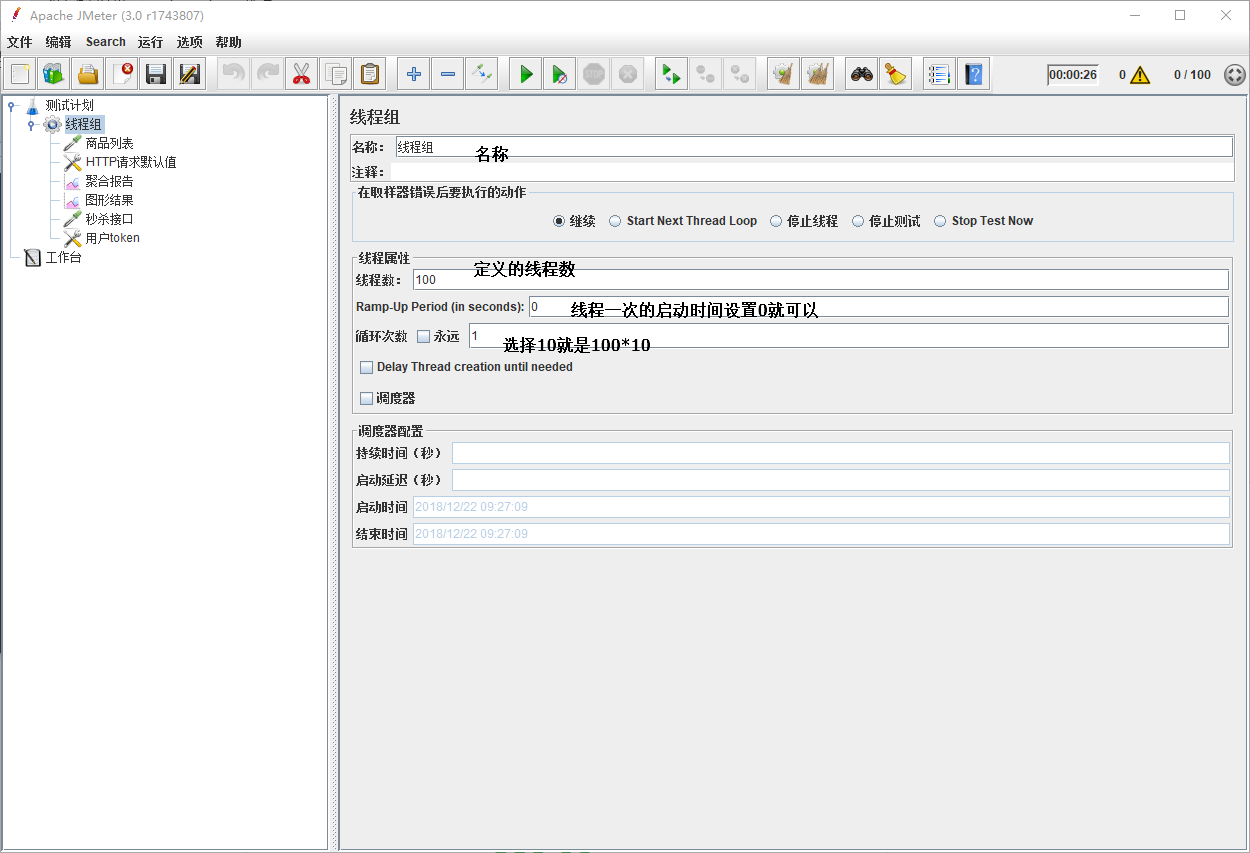 Apache JMeter (3.0 r1743807)
文件 编辑 Search 运行 选项 帮助
STOP 00:00:26 0 0 / 100
测试计划
线程组
商品列表
HTTP请求默认值
聚合报告
图形结果
秒杀接口
用户token
工作台
线程组
名称： 线程组 名称
注释：
在取样器错误后要执行的动作
继续 Start Next Thread Loop 停止线程 停止测试 Stop Test Now
线程属性
定义的线程数
线程数： 100
Ramp-Up Period (in seconds): 0 线程一次的启动时间设置0就可以
循环次数 永远 1 选择10就是100*10
Delay Thread creation until needed
调度器
调度器配置
持续时间（秒）
启动延迟（秒）
启动时间 2018/12/22 09:27:09
结束时间 2018/12/22 09:27:09